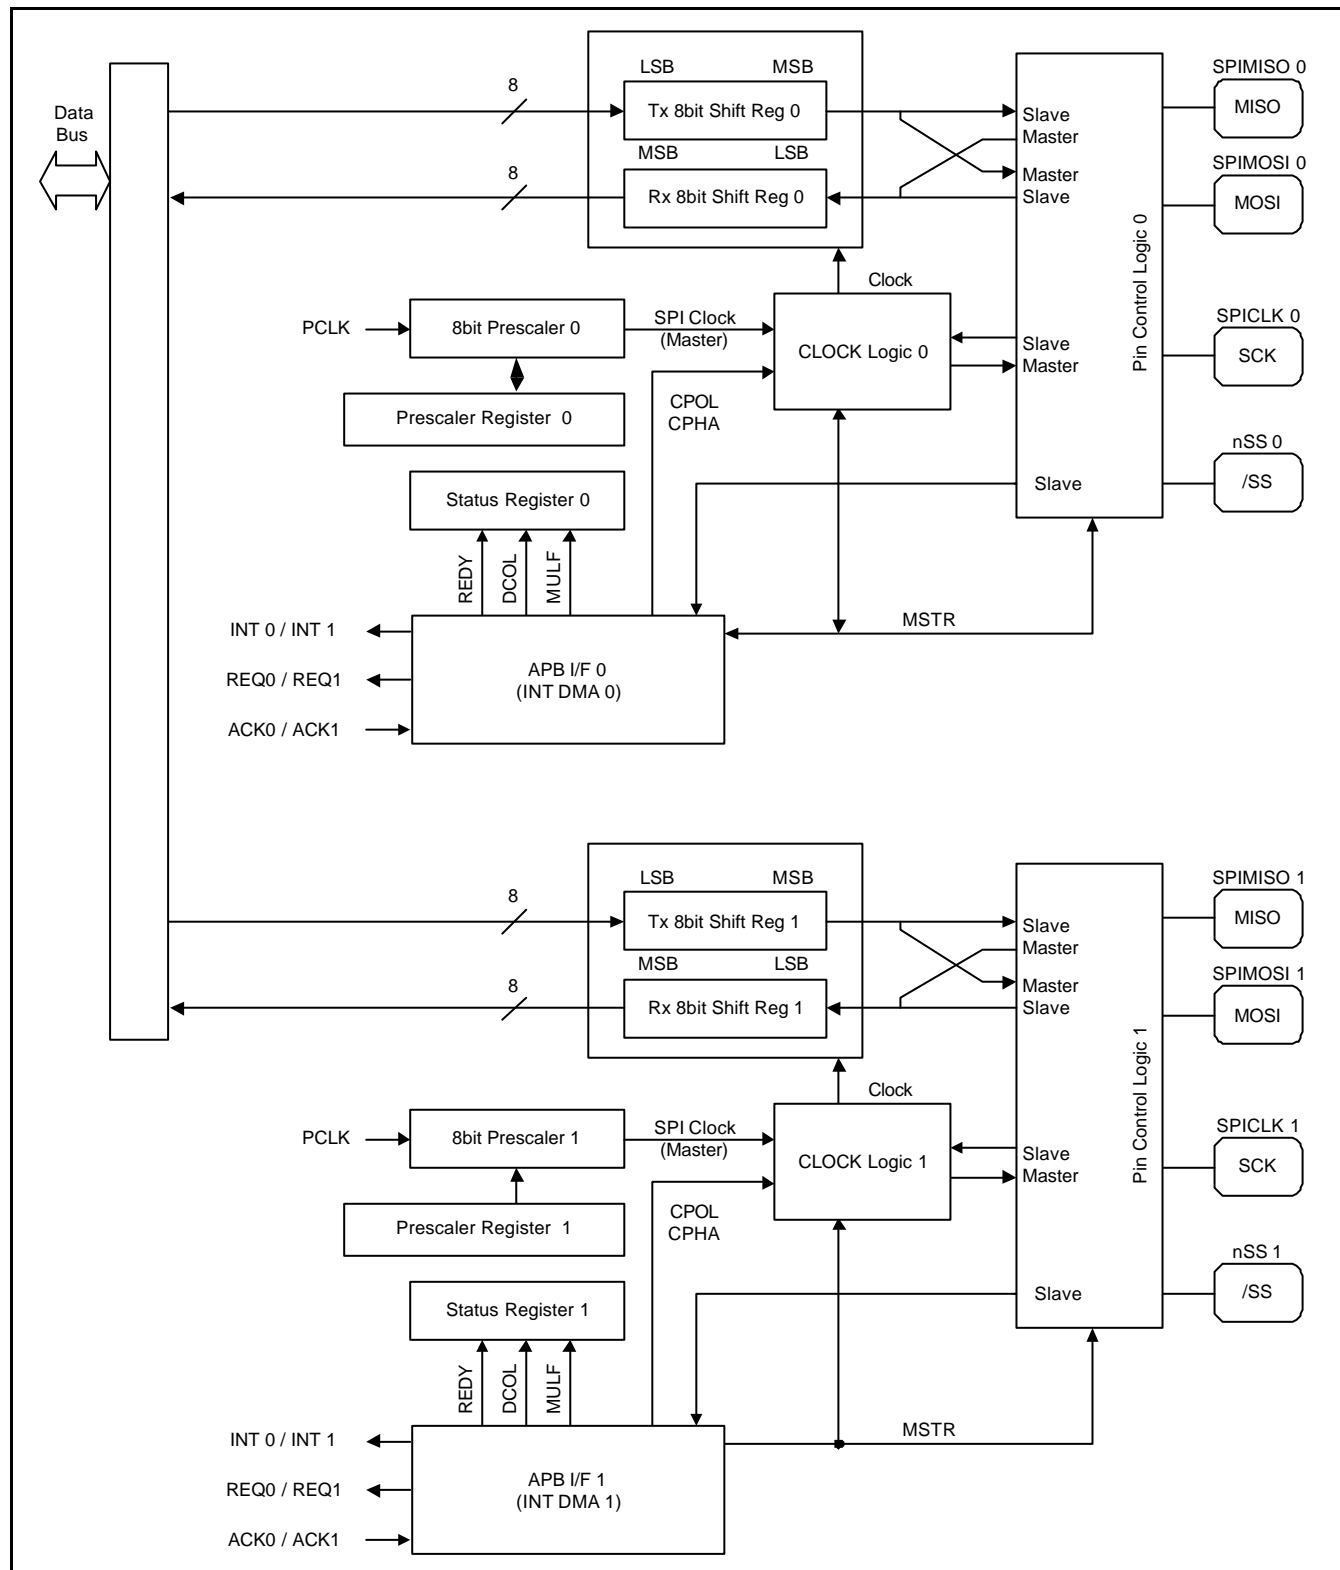 Data
Bus
8
8
LSB MSB
Tx 8bit Shift Reg 0
MSB LSB
Rx 8bit Shift Reg 0
Slave
Master
Master
Slave
SPIMISO 0
MISO
SPIMOSI 0
MOSI
Pin Control Logic 0
Clock
PCLK
8bit Prescaler 0
SPI Clock
(Master)
CLOCK Logic 0
Slave
Master
SPICLK 0
SCK
Prescaler Register 0
CPOL
CPHA
nSS 0
/SS
Slave
Status Register 0
REDY
DCOL
MULF
MSTR
INT 0 / INT 1
REQ0 / REQ1
ACK0 / ACK1
APB I/F 0
(INT DMA 0)
8
8
LSB MSB
Tx 8bit Shift Reg 1
MSB LSB
Rx 8bit Shift Reg 1
Slave
Master
Master
Slave
SPIMISO 1
MISO
SPIMOSI 1
MOSI
Pin Control Logic 1
Clock
PCLK
8bit Prescaler 1
SPI Clock
(Master)
CLOCK Logic 1
Slave
Master
SPICLK 1
SCK
Prescaler Register 1
CPOL
CPHA
nSS 1
/SS
Slave
Status Register 1
REDY
DCOL
MULF
MSTR
INT 0 / INT 1
REQ0 / REQ1
ACK0 / ACK1
APB I/F 1
(INT DMA 1)